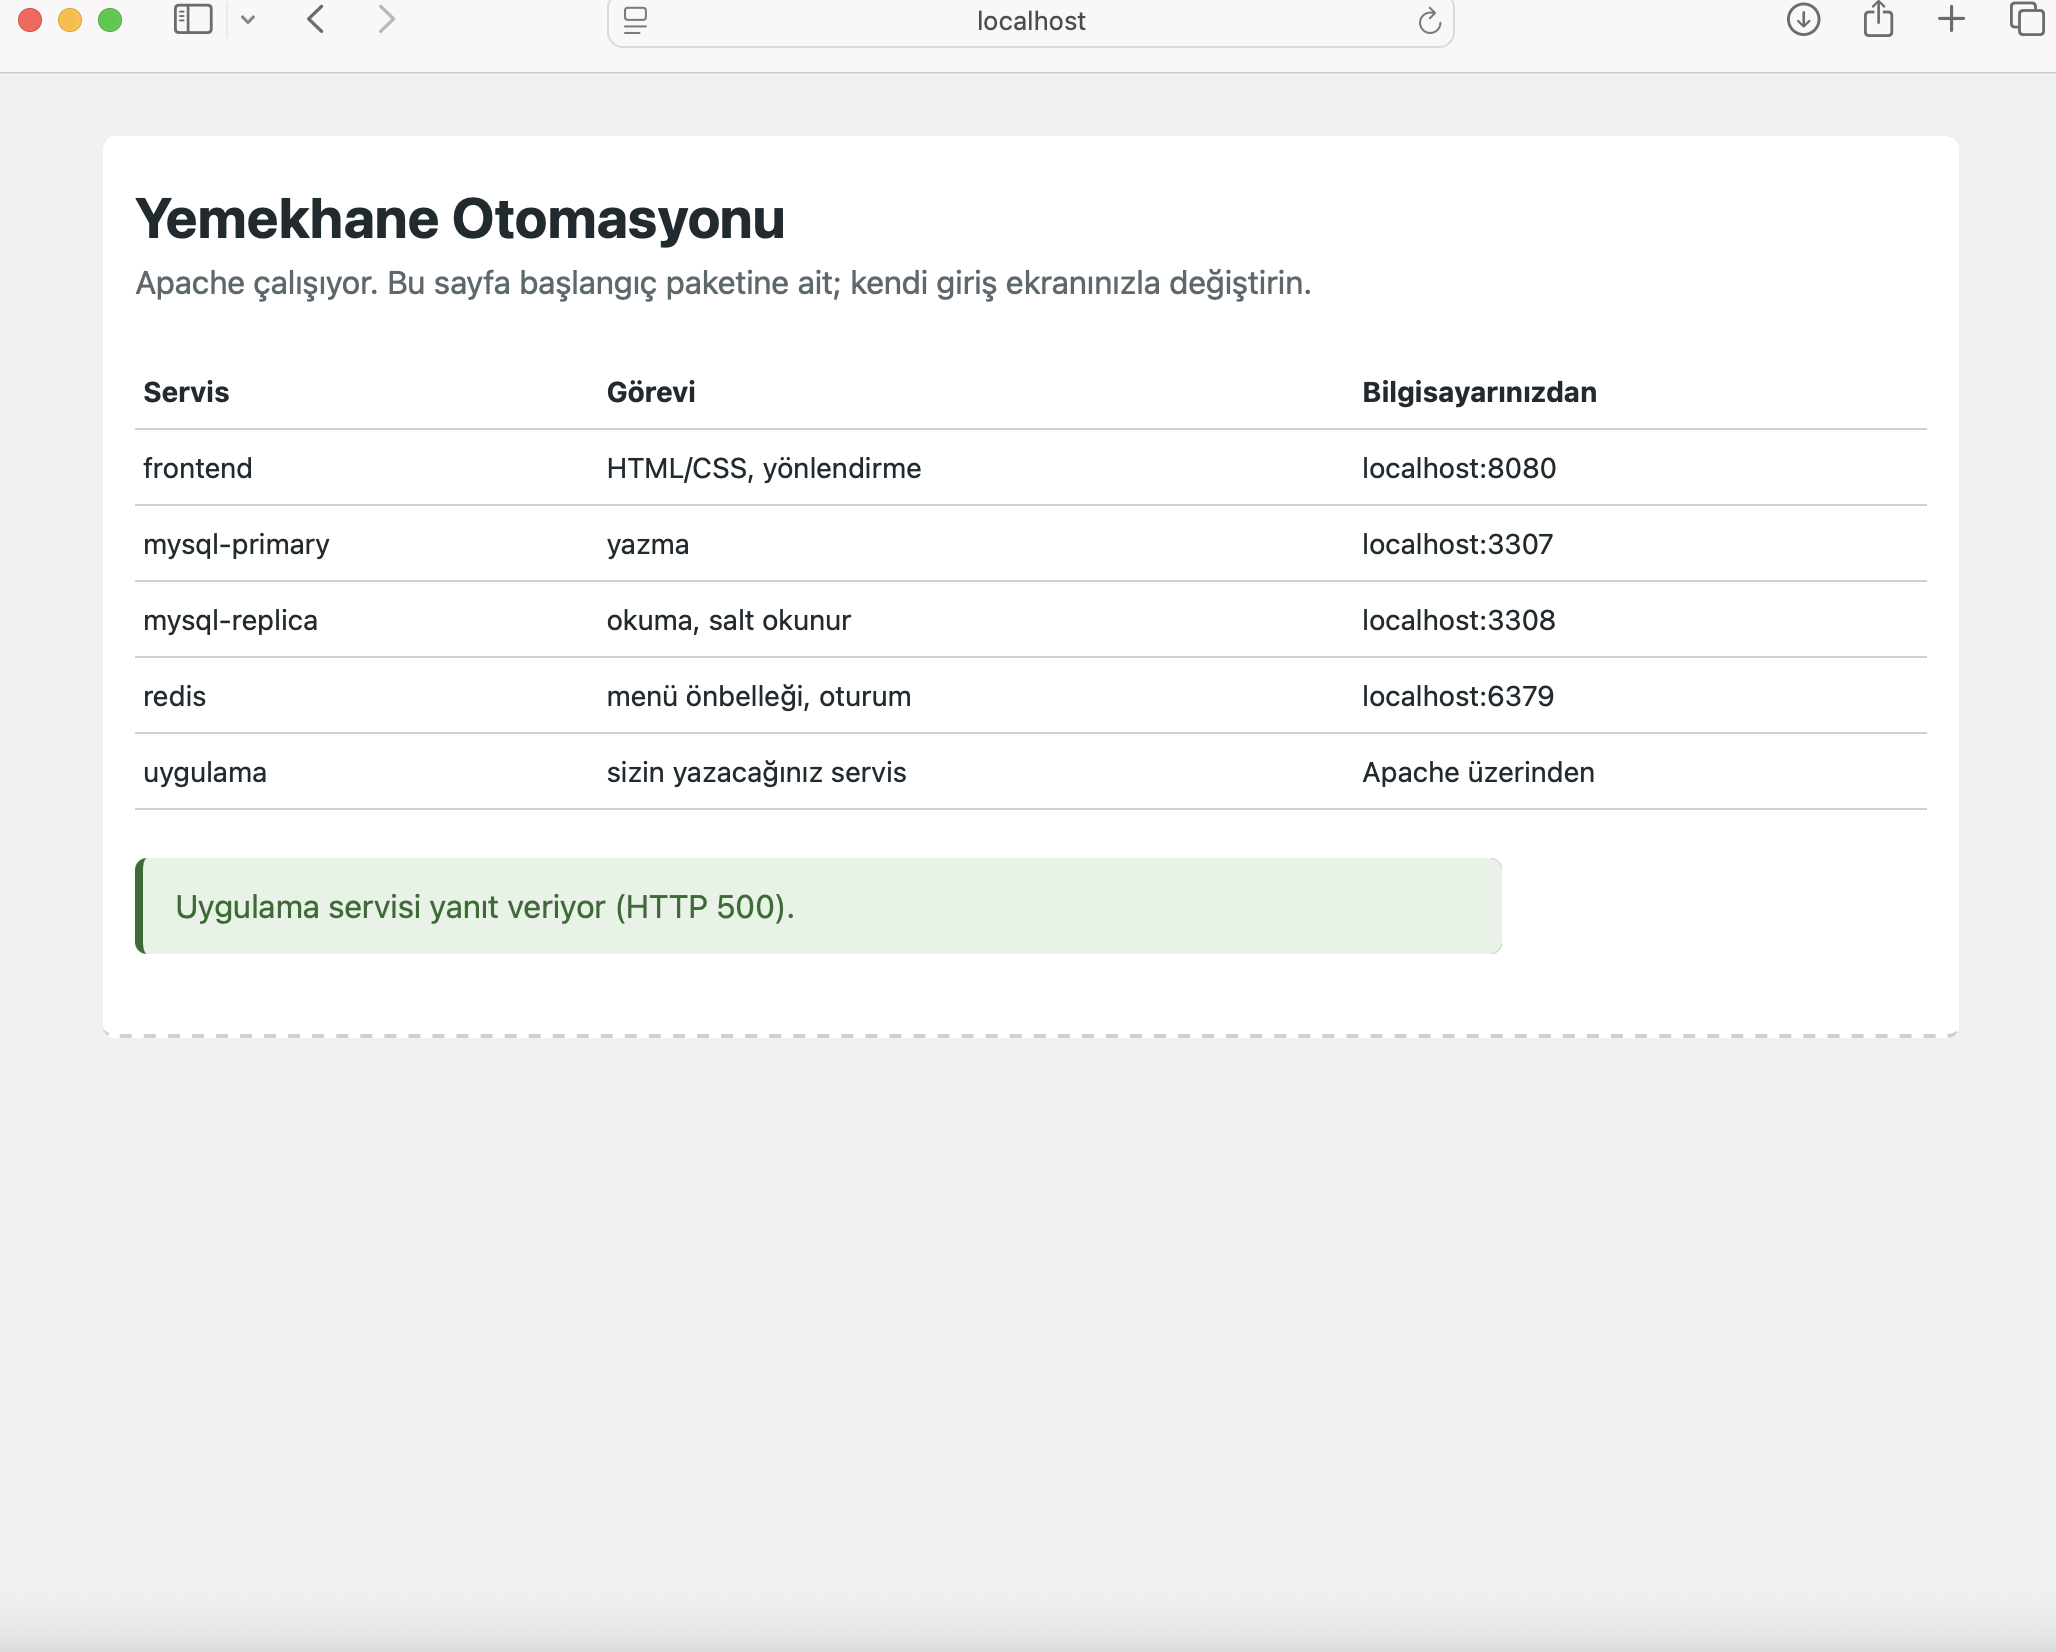 localhost
Yemekhane Otomasyonu
Apache çalışıyor. Bu sayfa başlangıç paketine ait; kendi giriş ekranınızla değiştirin.
Servis Görevi Bilgisayarınızdan
frontend HTML/CSS, yönlendirme localhost:8080
mysql-primary yazma localhost:3307
mysql-replica okuma, salt okunur localhost:3308
redis menü önbelleği, oturum localhost:6379
uygulama sizin yazacağınız servis Apache üzerinden
Uygulama servisi yanıt veriyor (HTTP 500).